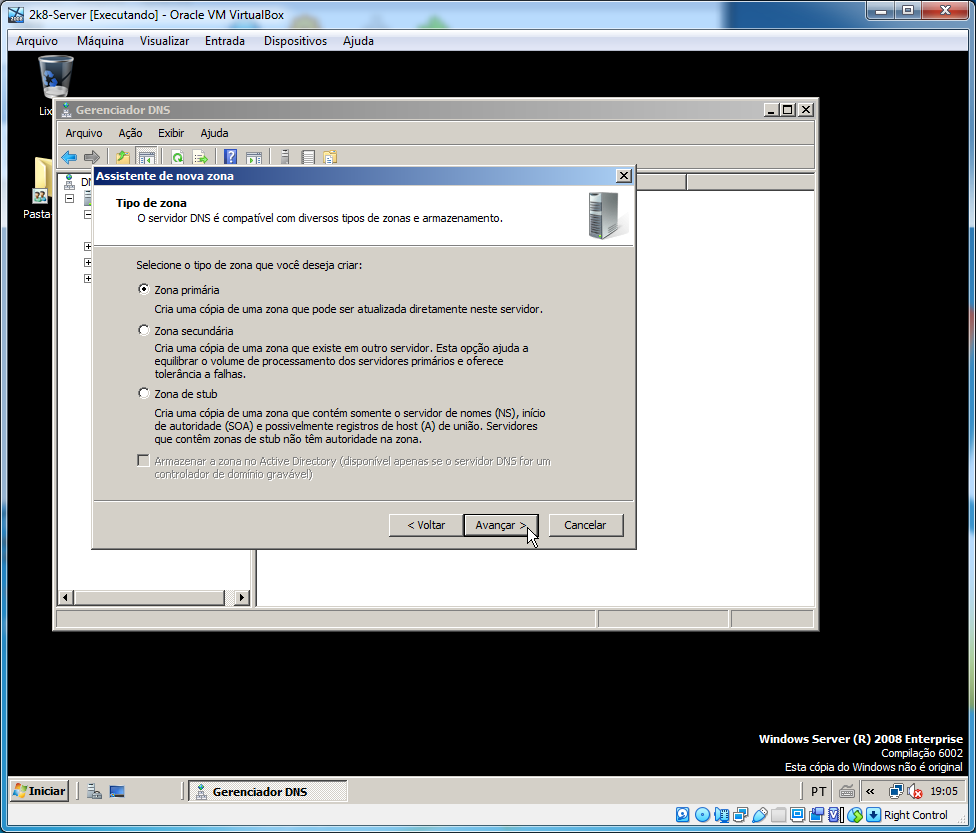 2k8-Server [Executando] - Oracle VM VirtualBox
Arquivo Máquina Visualizar Entrada Dispositivos Ajuda
Lix
Gerenciador DNS
Arquivo Ação Exibir Ajuda
Assistente de nova zona
Tipo de zona
O servidor DNS é compatível com diversos tipos de zonas e armazenamento.
Pasta-
Selecione o tipo de zona que você deseja criar:
Zona primária
Cria uma cópia de uma zona que pode ser atualizada diretamente neste servidor.
Zona secundária
Cria uma cópia de uma zona que existe em outro servidor. Esta opção ajuda a
equilibrar o volume de processamento dos servidores primários e oferece
tolerância a falhas.
Zona de stub
Cria uma cópia de uma zona que contém somente o servidor de nomes (NS), início
de autoridade (SOA) e possivelmente registros de host (A) de união. Servidores
que contêm zonas de stub não têm autoridade na zona.
Armazenar a zona no Active Directory (disponível apenas se o servidor DNS for um
controlador de domínio gravável)
< Voltar Avançar > Cancelar
Windows Server (R) 2008 Enterprise
Compilação 6002
Esta cópia do Windows não é original
Iniciar Gerenciador DNS PT « 19:05
Right Control